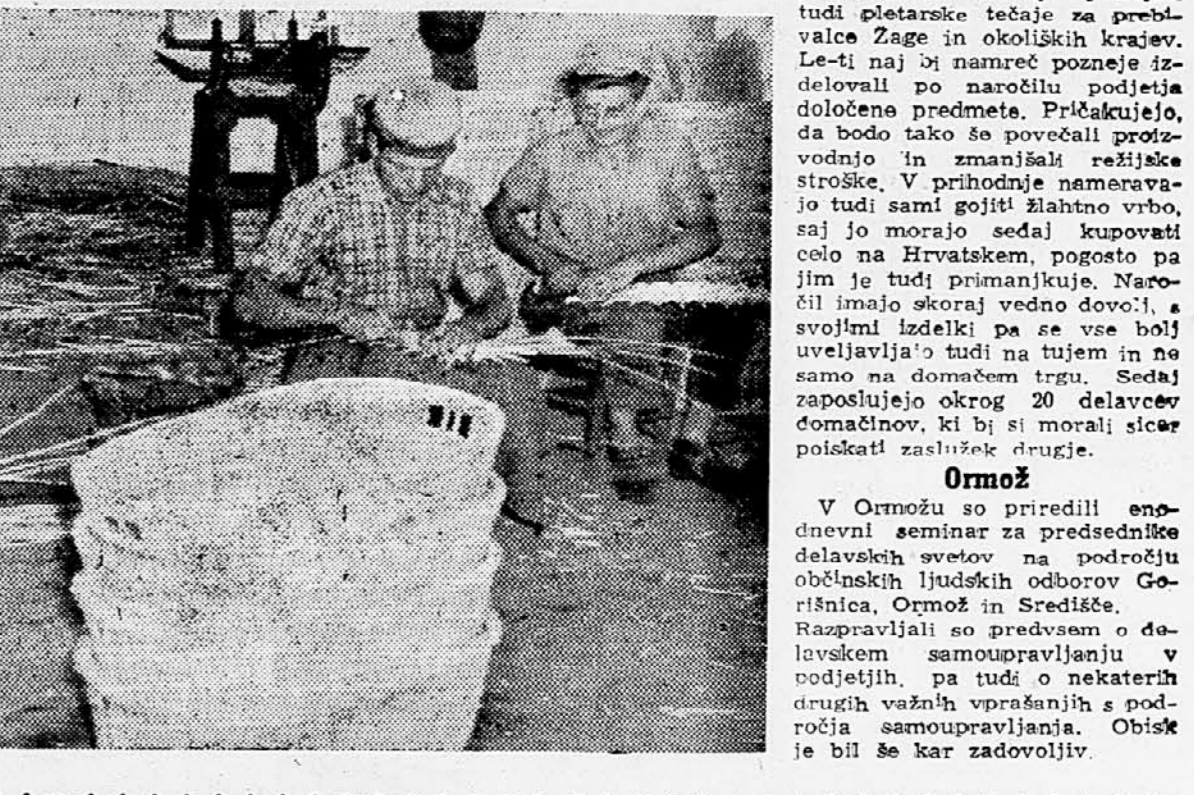 tudi pletarske tečaje za prebi-
valce Žage in okoliških krajev.
Le-ti naj bi namreč pozneje iz-
delovali po naročilu podjetja
določene predmete. Pričakujejo,
da bodo tako še povečali proiz-
vodnjo in zmanjšali režijske
stroške. V prihodnje namerava-
jo tudi sami gojiti žlahtno vrbo,
saj jo morajo sedaj kupovati
celo na Hrvatskem, pogosto pa
jim je tudi primanjkuje. Naro-
čil imajo skoraj vedno dovolj, s
svojimi izdelki pa se vse bolj
uveljavljajo tudi na tujem in ne
samo na domačem trgu. Sedaj
zaposlujejo okrog 20 delavcev
domačinov, ki bi si morali sicer
poiskati zaslužek drugje.
Ormož
V Ormožu so priredili eno-
dnevni seminar za predsednike
delavskih svetov na področju
občinskih ljudskih odborov Go-
rišnica, Ormož in Središče.
Razpravljali so predvsem o de-
lavskem samoupravljanju v
podjetjih, pa tudi o nekaterih
drugih važnih vprašanjih s pod-
ročja samoupravljanja. Obisk
je bil še kar zadovoljiv.